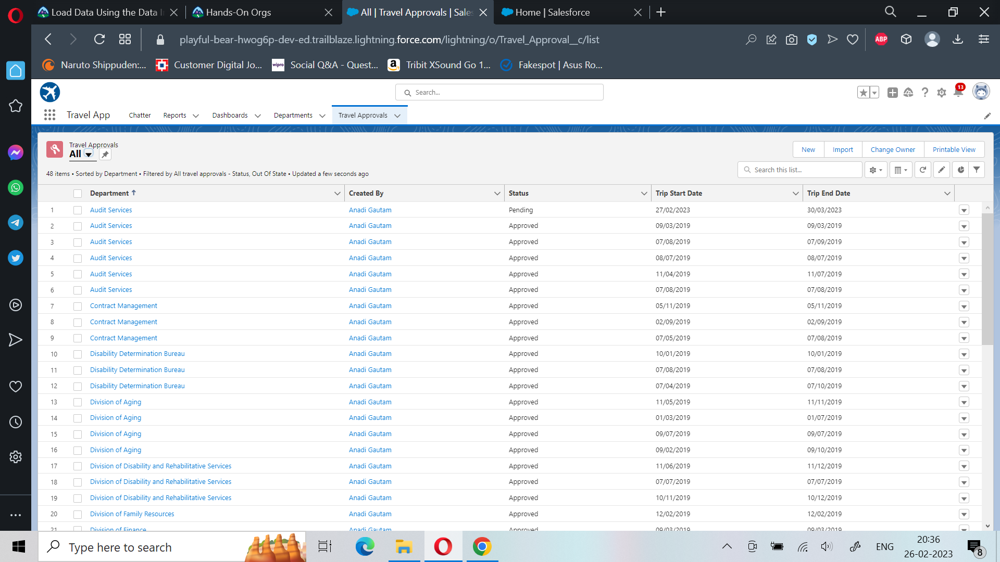 Load Data Using the Data I
Hands-On Orgs
All | Travel Approvals | Sales
Home | Salesforce
playful-bear-hwog6p-dev-ed.trailblaze.lightning.force.com/lightning/o/Travel_Approval__c/list
ABP
Naruto Shippuden:...
Customer Digital Jo...
wipro
Social Q&A - Quest...
Tribit XSound Go 1...
Fakespot | Asus Ro...
Search...
13
Travel App
Chatter
Reports
Dashboards
Departments
Travel Approvals
Travel Approvals
All
New
Import
Change Owner
Printable View
48 items • Sorted by Department • Filtered by All travel approvals - Status, Out Of State • Updated a few seconds ago
Search this list...
Department Created By Status Trip Start Date Trip End Date
1 Audit Services Anadi Gautam Pending 27/02/2023 30/03/2023
2 Audit Services Anadi Gautam Approved 09/03/2019 09/03/2019
3 Audit Services Anadi Gautam Approved 07/08/2019 07/09/2019
4 Audit Services Anadi Gautam Approved 08/07/2019 08/07/2019
5 Audit Services Anadi Gautam Approved 11/04/2019 11/07/2019
6 Audit Services Anadi Gautam Approved 07/08/2019 07/08/2019
7 Contract Management Anadi Gautam Approved 05/11/2019 05/11/2019
8 Contract Management Anadi Gautam Approved 02/09/2019 02/09/2019
9 Contract Management Anadi Gautam Approved 07/05/2019 07/08/2019
10 Disability Determination Bureau Anadi Gautam Approved 10/01/2019 10/01/2019
11 Disability Determination Bureau Anadi Gautam Approved 07/08/2019 07/08/2019
12 Disability Determination Bureau Anadi Gautam Approved 07/04/2019 07/10/2019
13 Division of Aging Anadi Gautam Approved 11/05/2019 11/11/2019
14 Division of Aging Anadi Gautam Approved 01/03/2019 01/07/2019
15 Division of Aging Anadi Gautam Approved 09/07/2019 09/07/2019
16 Division of Aging Anadi Gautam Approved 09/02/2019 09/10/2019
17 Division of Disability and Rehabilitative Services Anadi Gautam Approved 11/06/2019 11/12/2019
18 Division of Disability and Rehabilitative Services Anadi Gautam Approved 07/07/2019 07/07/2019
19 Division of Disability and Rehabilitative Services Anadi Gautam Approved 10/11/2019 10/12/2019
20 Division of Family Resources Anadi Gautam Approved 12/02/2019 12/02/2019
21 Division of Finance Anadi Gautam Approved 09/03/2019 09/03/2019
Type here to search
ENG
20:36
26-02-2023
8